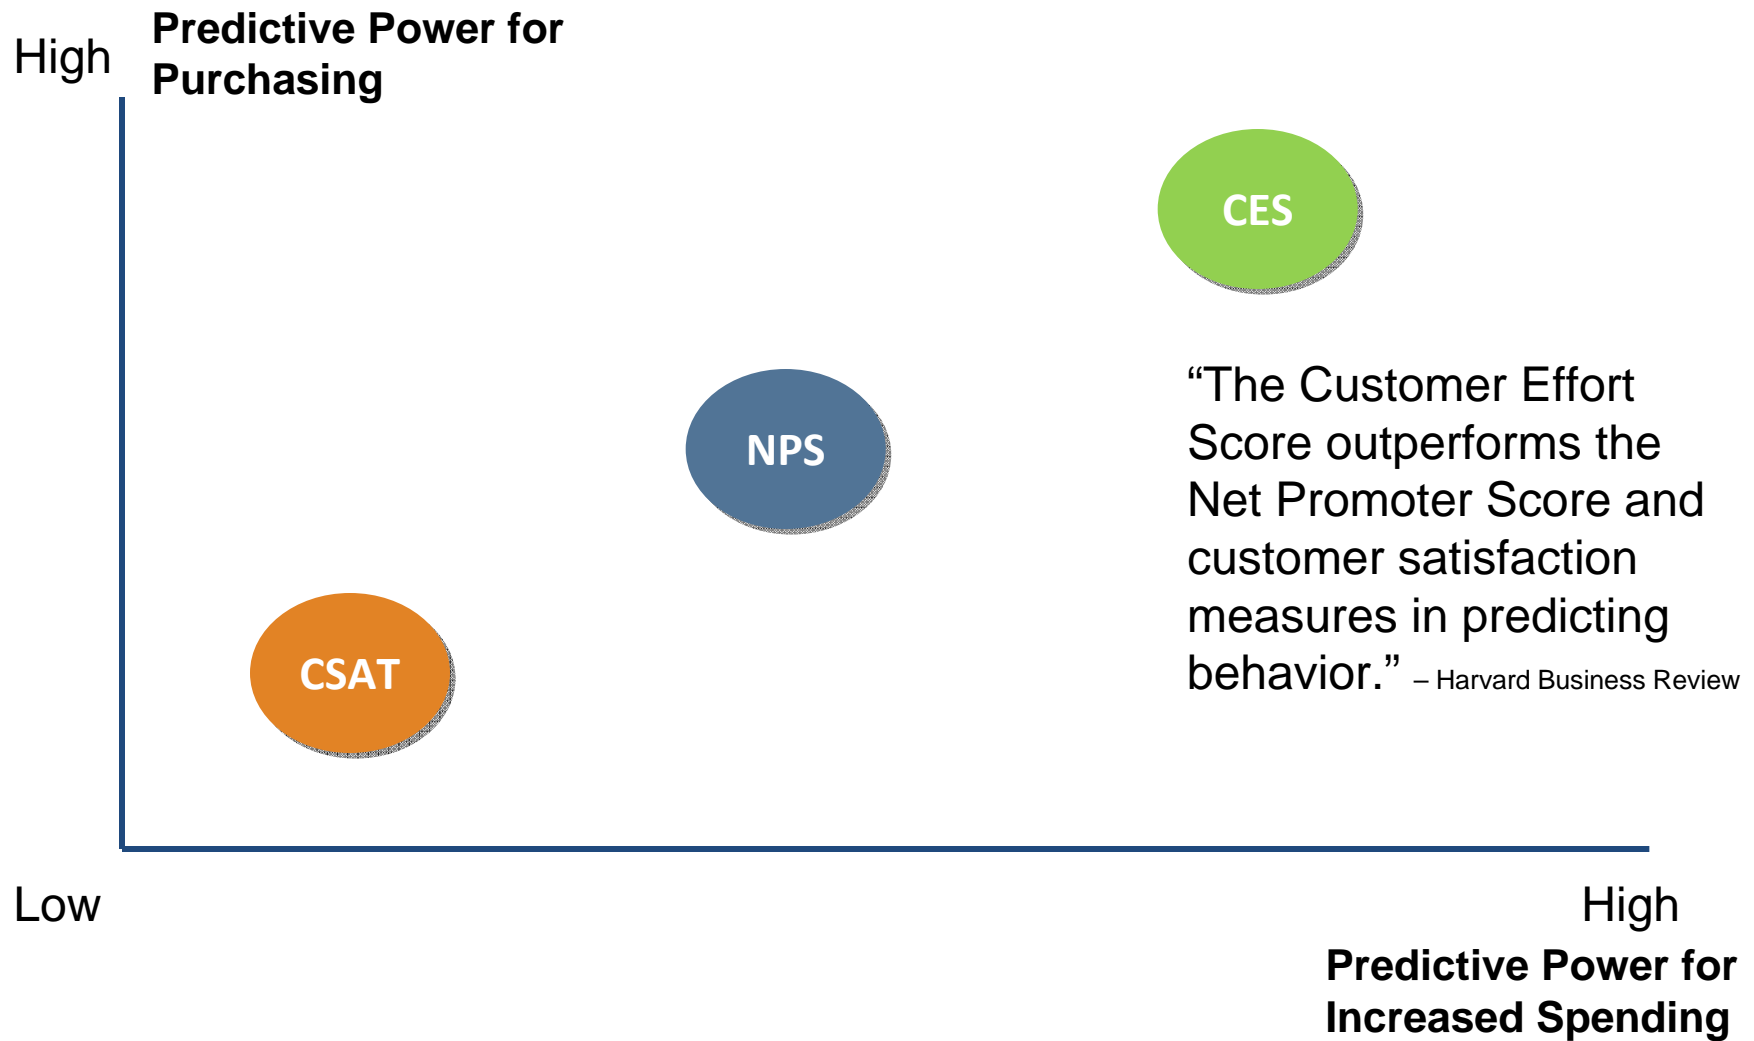 High
Predictive Power for
Purchasing
CES
“The Customer Effort
Score outperforms the
Net Promoter Score and
customer satisfaction
measures in predicting
behavior.” – Harvard Business Review
NPS
CSAT
Low
High
Predictive Power for
Increased Spending